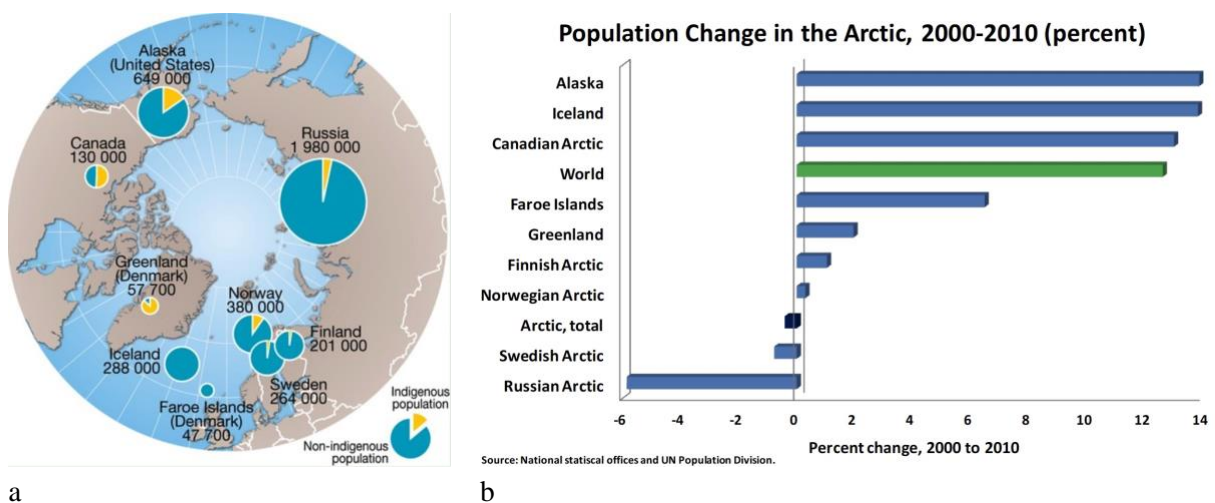 Alaska
(United States)
649 000
Canada
130 000
Russia
1 980 000
Greenland
(Denmark)
57 700
Norway
380 000
Finland
201 000
Iceland
288 000
Sweden
264 000
Faroe Islands
(Denmark)
47 700
Indigenous
population
Non-indigenous
population
a
Population Change in the Arctic, 2000-2010 (percent)
Alaska
Iceland
Canadian Arctic
World
Faroe Islands
Greenland
Finnish Arctic
Norwegian Arctic
Arctic, total
Swedish Arctic
Russian Arctic
-6 -4 -2 0 2 4 6 8 10 12 14
Percent change, 2000 to 2010
Source: National statiscal offices and UN Population Division.
b